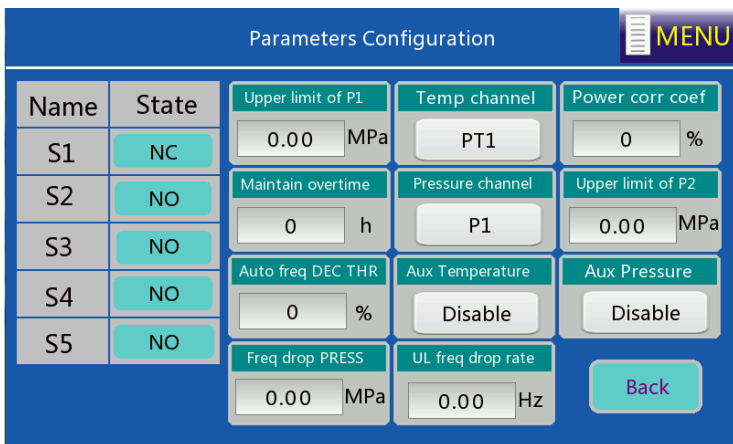 Parameters Configuration
MENU
Name State
S1 NC
S2 NO
S3 NO
S4 NO
S5 NO
Upper limit of P1 Temp channel Power corr coef
0.00 MPa PT1 0 %
Maintain overtime Pressure channel Upper limit of P2
0 h P1 0.00 MPa
Auto freq DEC THR Aux Temperature Aux Pressure
0 % Disable Disable
Freq drop PRESS UL freq drop rate
0.00 MPa 0.00 Hz
Back